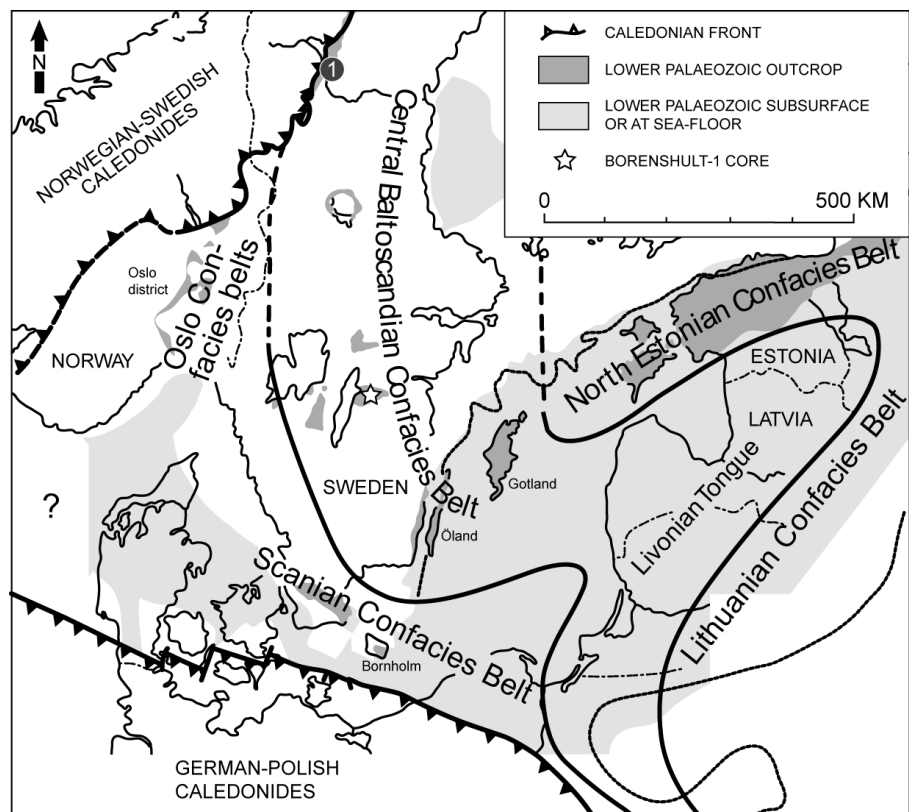 N
1
NORWEGIAN-SWEDISH
CALEDONIDES
CALEDONIAN FRONT
LOWER PALAEOZOIC OUTCROP
LOWER PALAEOZOIC SUBSURFACE
OR AT SEA-FLOOR
BORENSHULT-1 CORE
0
500 KM
Central Baltoscandian Confacies Belt
Oslo Con-
facies belts
Oslo
district
NORWAY
North Estonian Confacies Belt
ESTONIA
LATVIA
Livonian Tongue
Lithuanian Confacies Belt
SWEDEN
Gotland
Öland
?
Scanian Confacies Belt
Bornholm
GERMAN-POLISH
CALEDONIDES